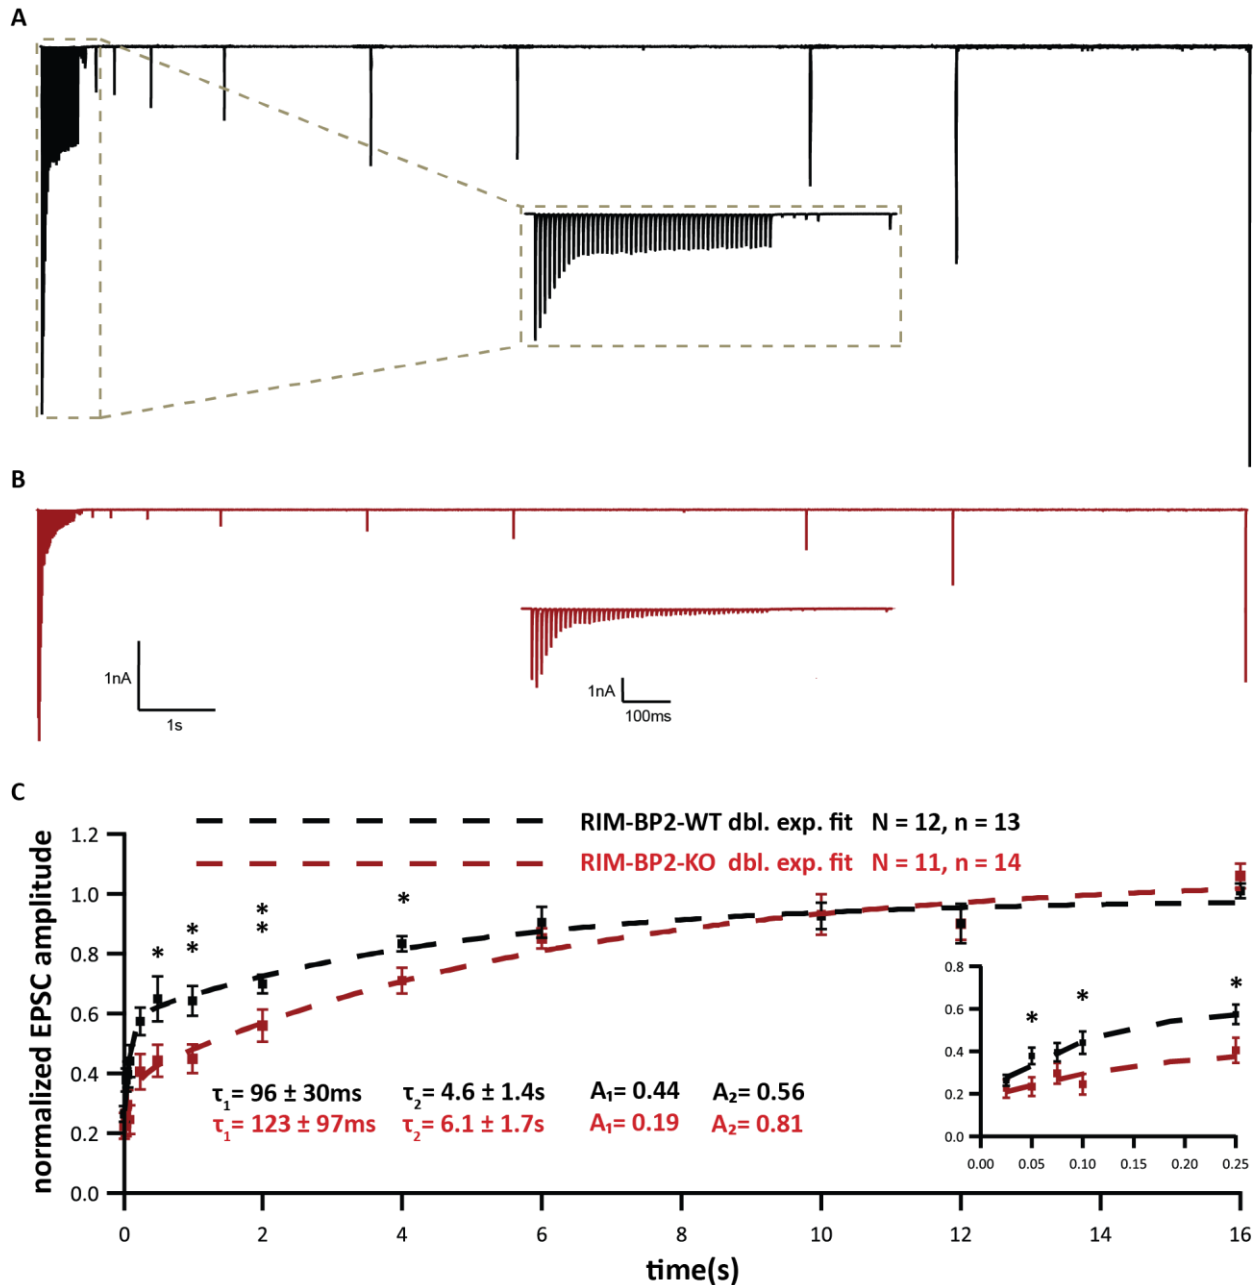 A
B
1nA
1s
1nA
100ms
C
RIM-BP2-WT dbl. exp. fit N = 12, n = 13
RIM-BP2-KO dbl. exp. fit N = 11, n = 14
normalized EPSC amplitude
1.2
1.0
0.8
0.6
0.4
0.2
0.0
*
*
*
*
*
*
*
τ₁= 96 ± 30ms τ₂= 4.6 ± 1.4s A₁= 0.44 A₂= 0.56
τ₁= 123 ± 97ms τ₂= 6.1 ± 1.7s A₁= 0.19 A₂= 0.81
0.8
0.6
0.4
0.2
0.0
*
*
*
0.00 0.05 0.10 0.15 0.20 0.25
0 2 4 6 8 10 12 14 16
time(s)